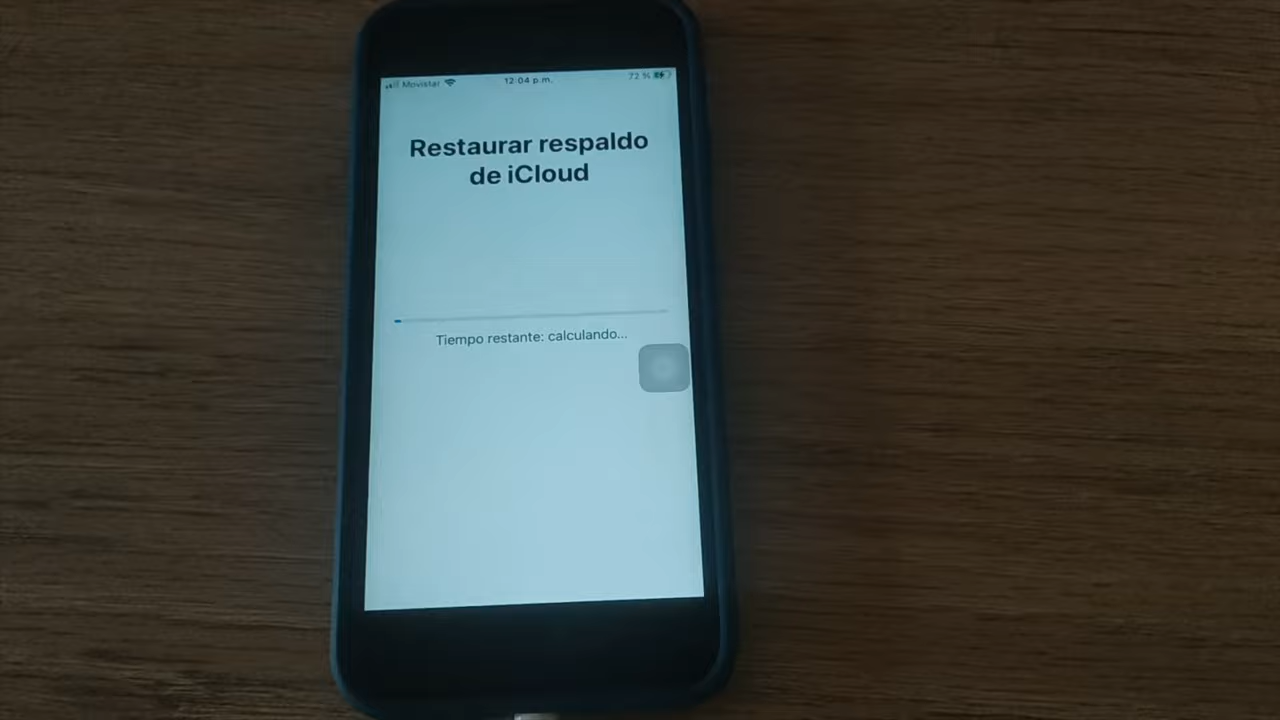 Movistar 12:04 p.m. 72 %
Restaurar respaldo
de iCloud
Tiempo restante: calculando...